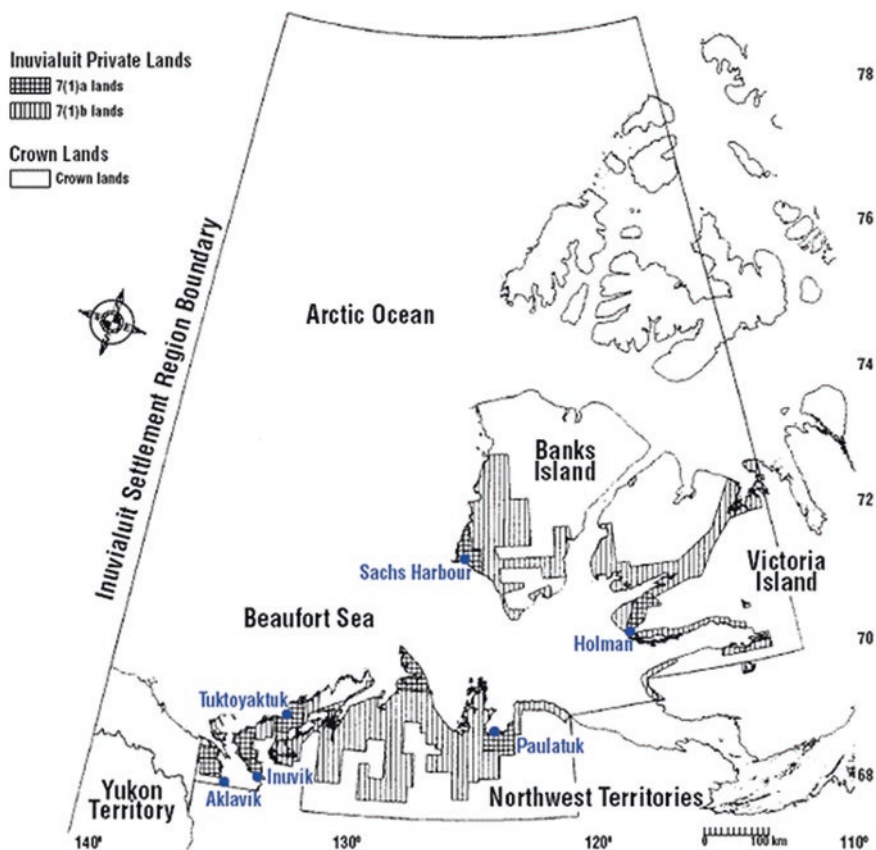 Inuvialuit Private Lands
7(1)a lands
7(1)b lands
Crown Lands
Crown lands
78
76
74
72
70
68
Inuvialuit Settlement Region Boundary
Arctic Ocean
Banks
Island
Sachs Harbour
Victoria
Island
Beaufort Sea
Holman
Tuktoyaktuk
Paulatuk
Inuvik
Aklavik
Yukon
Territory
Northwest Territories
140°
130°
120°
110°
0
100
km